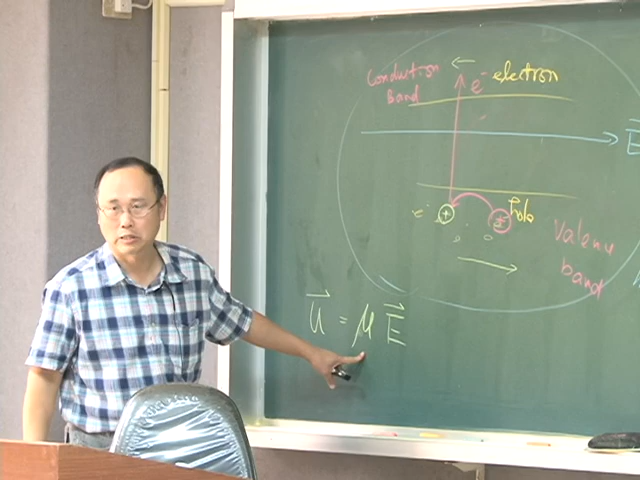 Conduction
Band
e⁻ electron
E
e⁻
+
hole
±
Valence
band
u = μ E